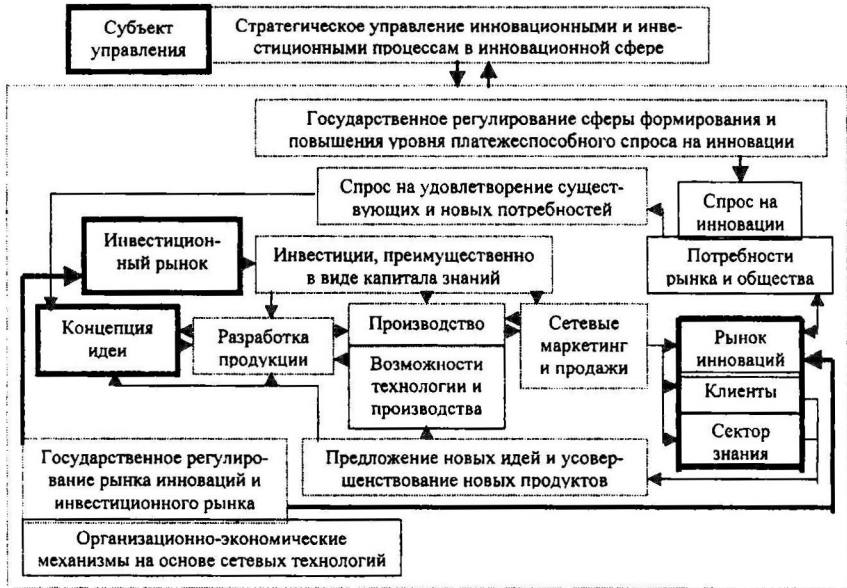 Субъект
управления
Стратегическое управление инновационными и инве-
стиционными процессам в инновационной сфере
Государственное регулирование сферы формирования и
повышения уровня платежеспособного спроса на инновации
Спрос на удовлетворение сущест-
вующих и новых потребностей
Спрос на
инновации
Инвестицион-
ный рынок
Инвестиции, преимущественно
в виде капитала знаний
Потребности
рынка и общества
Концепция
идеи
Разработка
продукции
Производство
Возможности
технологии и
производства
Сетевые
маркетинг
и продажи
Рынок
инноваций
Клиенты
Сектор
знания
Государственное регулиро-
вание рынка инноваций и
инвестиционного рынка
Предложение новых идей и усовер-
шенствование новых продуктов
Организационно-экономические
механизмы на основе сетевых технологий